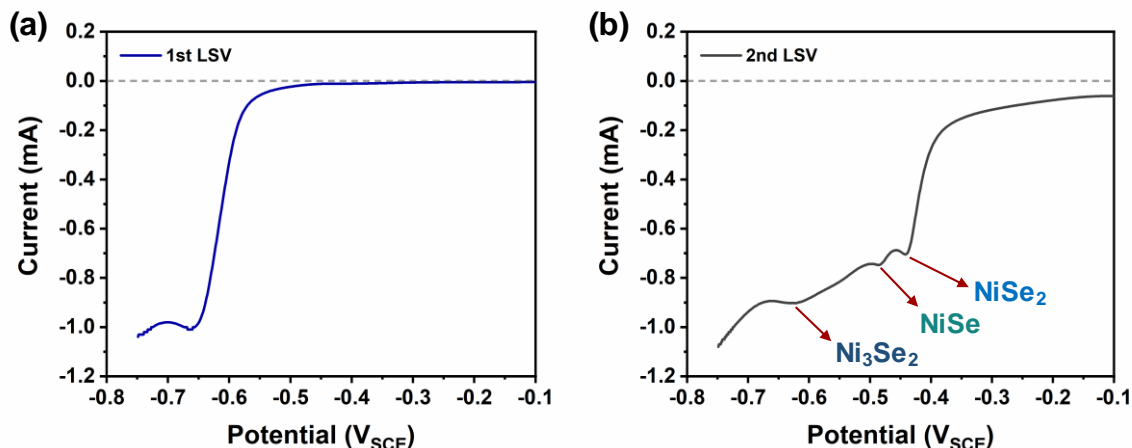 (a)
1st LSV
0.2
0.0
-0.2
-0.4
-0.6
-0.8
-1.0
-1.2
Current (mA)
-0.8 -0.7 -0.6 -0.5 -0.4 -0.3 -0.2 -0.1
Potential (V_SCE)
(b)
2nd LSV
0.2
0.0
-0.2
-0.4
-0.6
-0.8
-1.0
-1.2
Current (mA)
NiSe₂
NiSe
Ni₃Se₂
-0.8 -0.7 -0.6 -0.5 -0.4 -0.3 -0.2 -0.1
Potential (V_SCE)